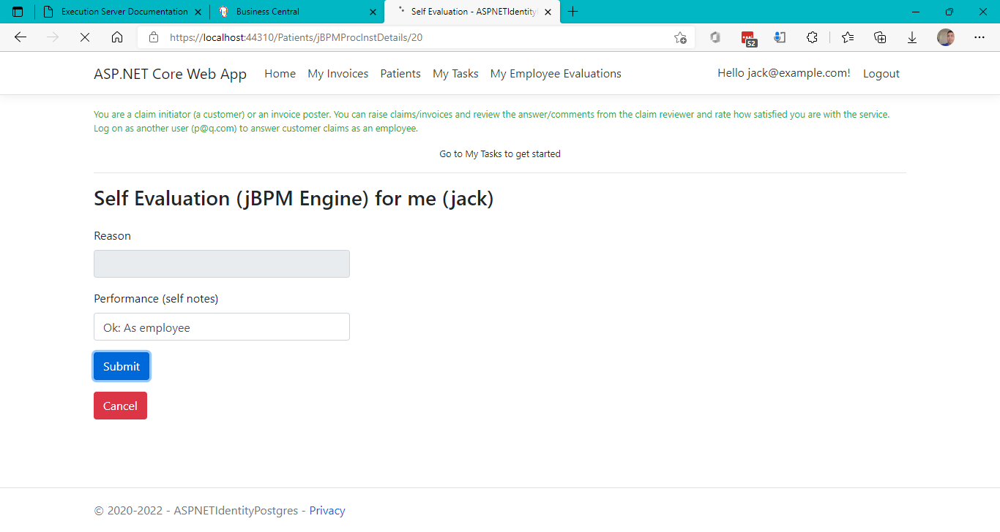 Execution Server Documentation
Business Central
Self Evaluation - ASPNETIdentity
https://localhost:44310/Patients/jBPMProcInstDetails/20
52
ASP.NET Core Web App Home My Invoices Patients My Tasks My Employee Evaluations Hello jack@example.com! Logout
You are a claim initiator (a customer) or an invoice poster. You can raise claims/invoices and review the answer/comments from the claim reviewer and rate how satisfied you are with the service.
Log on as another user (p@q.com) to answer customer claims as an employee.
Go to My Tasks to get started
Self Evaluation (jBPM Engine) for me (jack)
Reason
Performance (self notes)
Ok: As employee
Submit
Cancel
© 2020-2022 - ASPNETIdentityPostgres - Privacy